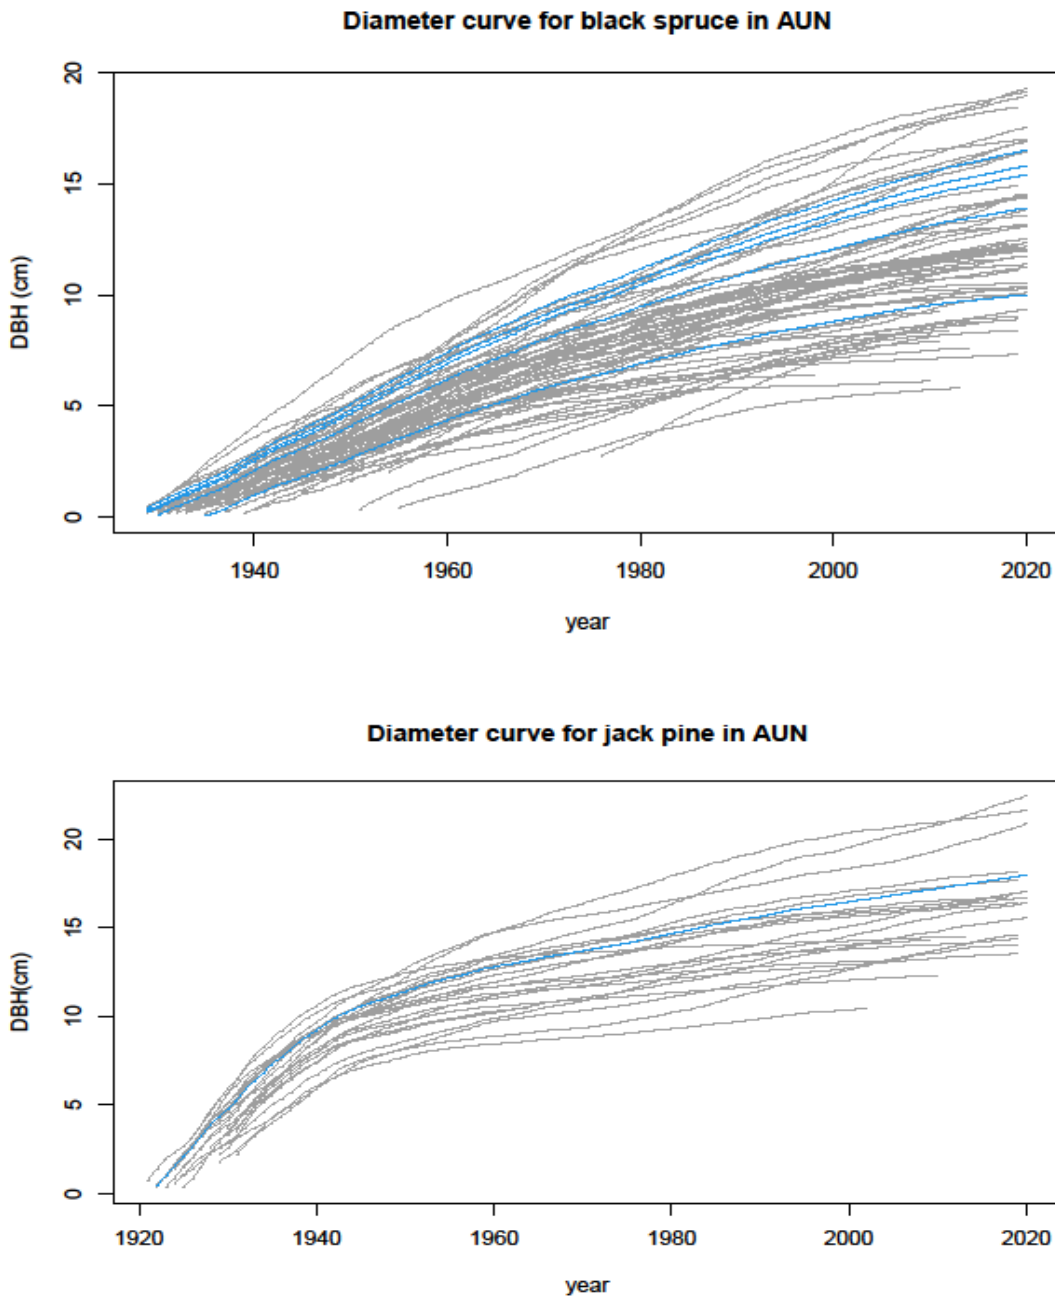 Diameter curve for black spruce in AUN
20
15
10
5
0
DBH (cm)
1940 1960 1980 2000 2020
year
Diameter curve for jack pine in AUN
20
15
10
5
0
DBH(cm)
1920 1940 1960 1980 2000 2020
year